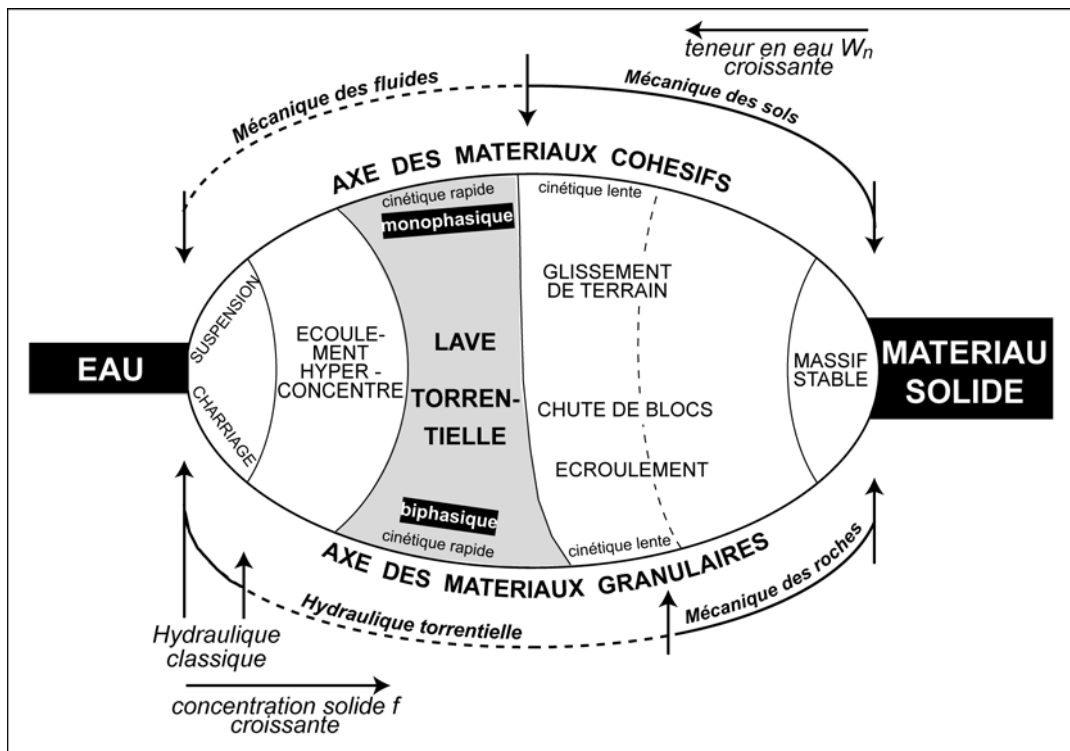 teneur en eau Wn
croissante
Mécanique des fluides
Mécanique des sols
AXE DES MATERIAUX COHESIFS
cinétique rapide
cinétique lente
monophasique
GLISSEMENT
DE TERRAIN
SUSPENSION
ECOULE-
MENT
HYPER -
CONCENTRE
LAVE
TORREN-
TIELLE
EAU
MASSIF
STABLE
MATERIAU
SOLIDE
CHARRIAGE
CHUTE DE BLOCS
ECROULEMENT
biphasique
cinétique rapide
cinétique lente
AXE DES MATERIAUX GRANULAIRES
Mécanique des roches
Hydraulique torrentielle
Hydraulique
classique
concentration solide f
croissante